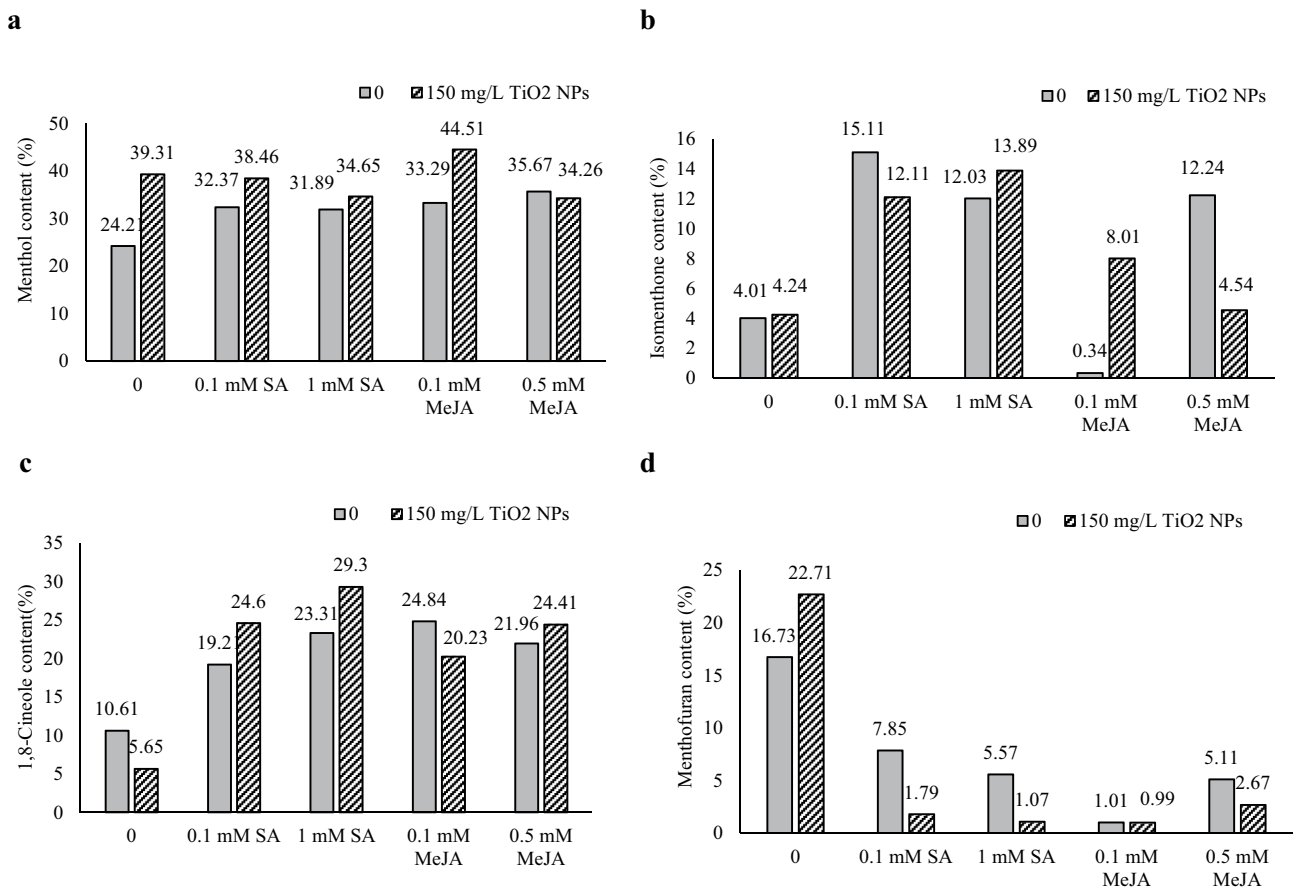 a
0 150 mg/L TiO2 NPs
Menthol content (%)
50
40
30
20
10
0
24.21
39.31
32.37
38.46
31.89
34.65
33.29
44.51
35.67
34.26
0
0.1 mM SA
1 mM SA
0.1 mM
MeJA
0.5 mM
MeJA
b
0 150 mg/L TiO2 NPs
Isomenthone content (%)
16
14
12
10
8
6
4
2
0
4.01
4.24
15.11
12.11
12.03
13.89
0.34
8.01
12.24
4.54
0
0.1 mM SA
1 mM SA
0.1 mM
MeJA
0.5 mM
MeJA
c
0 150 mg/L TiO2 NPs
1,8-Cineole content(%)
35
30
25
20
15
10
5
0
10.61
5.65
19.21
24.6
23.31
29.3
24.84
20.23
21.96
24.41
0
0.1 mM SA
1 mM SA
0.1 mM
MeJA
0.5 mM
MeJA
d
0 150 mg/L TiO2 NPs
Menthofuran content (%)
25
20
15
10
5
0
16.73
22.71
7.85
1.79
5.57
1.07
1.01
0.99
5.11
2.67
0
0.1 mM SA
1 mM SA
0.1 mM
MeJA
0.5 mM
MeJA